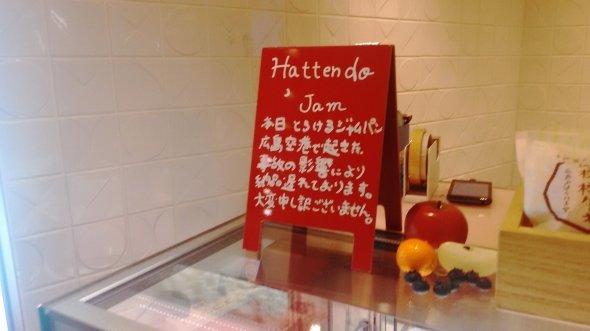 Hattendo
Jam
本日 とろけるジャムパン
広島空港で起きた
事故の影響により
納品遅れております。
大変申し訳ございません。